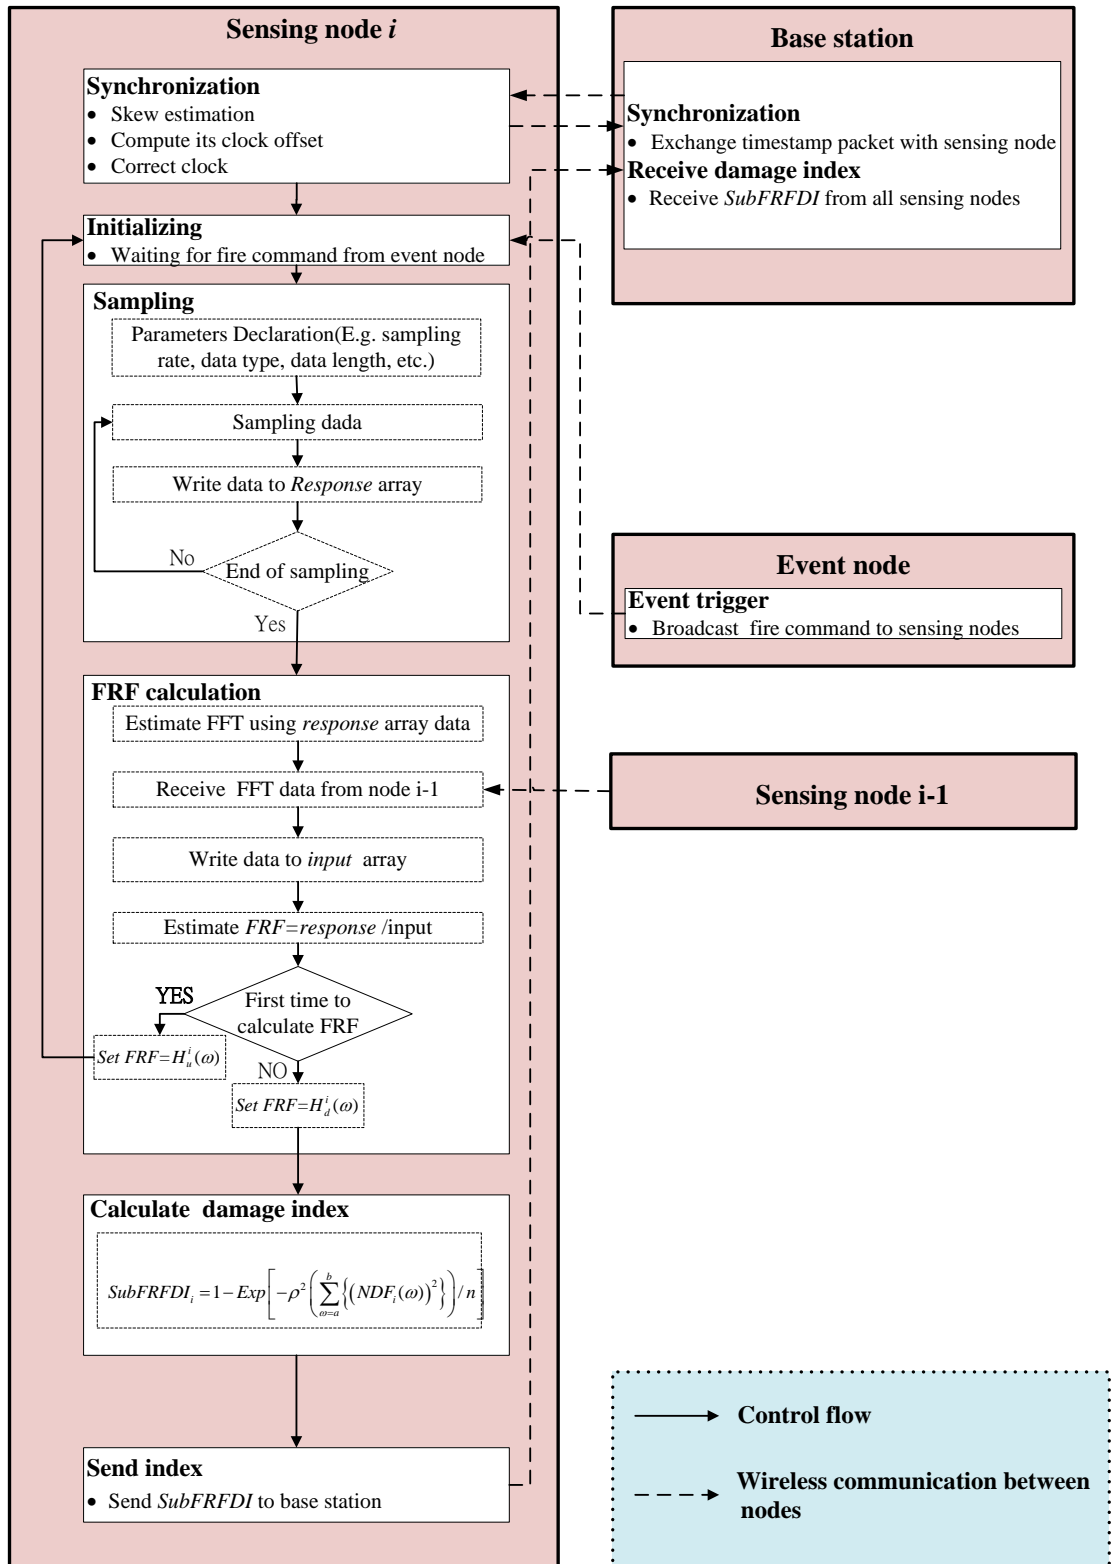 Sensing node i
Synchronization
• Skew estimation
• Compute its clock offset
• Correct clock
Initializing
• Waiting for fire command from event node
Sampling
Parameters Declaration(E.g. sampling
rate, data type, data length, etc.)
Sampling dada
Write data to Response array
End of sampling
No
Yes
FRF calculation
Estimate FFT using response array data
Receive FFT data from node i-1
Write data to input array
Estimate FRF=response /input
First time to
calculate FRF
YES
Set FRF=H_u^i(ω)
NO
Set FRF=H_d^i(ω)
Calculate damage index
SubFRFDI_i = 1 − Exp[−ρ^2 (∑_{ω=a}^{b} {(NDF_i(ω))^2}) / n]
Send index
• Send SubFRFDI to base station
Base station
Synchronization
• Exchange timestamp packet with sensing node
Receive damage index
• Receive SubFRFDI from all sensing nodes
Event node
Event trigger
• Broadcast fire command to sensing nodes
Sensing node i-1
Control flow
Wireless communication between
nodes